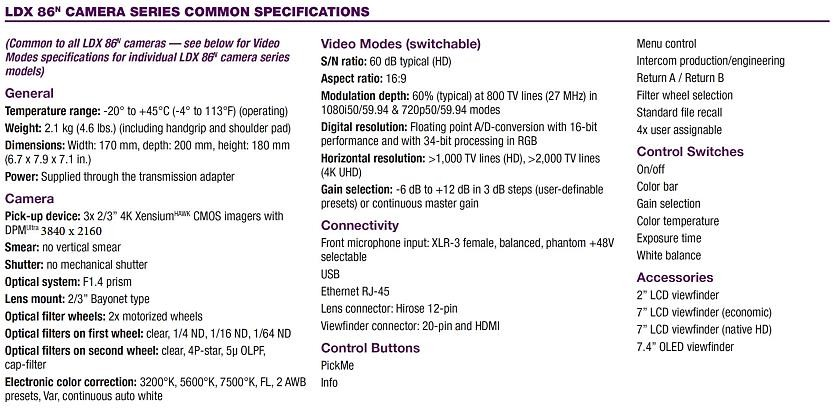 LDX 86ᴺ CAMERA SERIES COMMON SPECIFICATIONS
(Common to all LDX 86ᴺ cameras — see below for Video
Modes specifications for individual LDX 86ᴺ camera series
models)
General
Temperature range: -20° to +45°C (-4° to 113°F) (operating)
Weight: 2.1 kg (4.6 lbs.) (including handgrip and shoulder pad)
Dimensions: Width: 170 mm, depth: 200 mm, height: 180 mm
(6.7 x 7.9 x 7.1 in.)
Power: Supplied through the transmission adapter
Camera
Pick-up device: 3x 2/3” 4K Xensium HAWK CMOS imagers with
DPM Ultra 3840 x 2160
Smear: no vertical smear
Shutter: no mechanical shutter
Optical system: F1.4 prism
Lens mount: 2/3” Bayonet type
Optical filter wheels: 2x motorized wheels
Optical filters on first wheel: clear, 1/4 ND, 1/16 ND, 1/64 ND
Optical filters on second wheel: clear, 4P-star, 5µ OLPF,
cap-filter
Electronic color correction: 3200°K, 5600°K, 7500°K, FL, 2 AWB
presets, Var, continuous auto white
Video Modes (switchable)
S/N ratio: 60 dB typical (HD)
Aspect ratio: 16:9
Modulation depth: 60% (typical) at 800 TV lines (27 MHz) in
1080i50/59.94 & 720p50/59.94 modes
Digital resolution: Floating point A/D-conversion with 16-bit
performance and with 34-bit processing in RGB
Horizontal resolution: >1,000 TV lines (HD), >2,000 TV lines
(4K UHD)
Gain selection: -6 dB to +12 dB in 3 dB steps (user-definable
presets) or continuous master gain
Connectivity
Front microphone input: XLR-3 female, balanced, phantom +48V
selectable
USB
Ethernet RJ-45
Lens connector: Hirose 12-pin
Viewfinder connector: 20-pin and HDMI
Control Buttons
PickMe
Info
Menu control
Intercom production/engineering
Return A / Return B
Filter wheel selection
Standard file recall
4x user assignable
Control Switches
On/off
Color bar
Gain selection
Color temperature
Exposure time
White balance
Accessories
2” LCD viewfinder
7” LCD viewfinder (economic)
7” LCD viewfinder (native HD)
7.4” OLED viewfinder